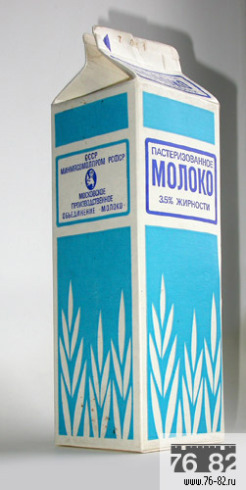 СССР
МИНМЯСОМОЛПРОМ РСФСР
МОСКОВСКОЕ
ПРОИЗВОДСТВЕННОЕ
ОБЪЕДИНЕНИЕ МОЛОКО
ПАСТЕРИЗОВАННОЕ
МОЛОКО
3.5% ЖИРНОСТИ
76 82
www.76-82.ru